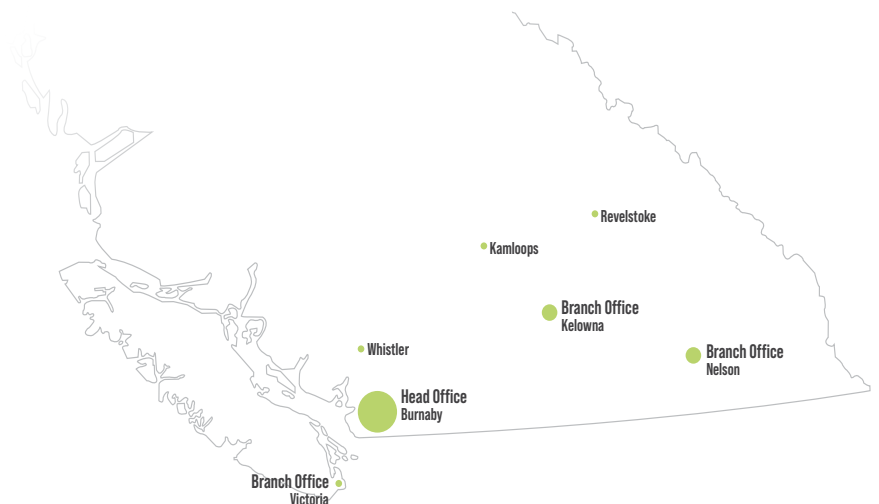 Revelstoke
Kamloops
Branch Office
Kelowna
Whistler
Branch Office
Nelson
Head Office
Burnaby
Branch Office
Victoria